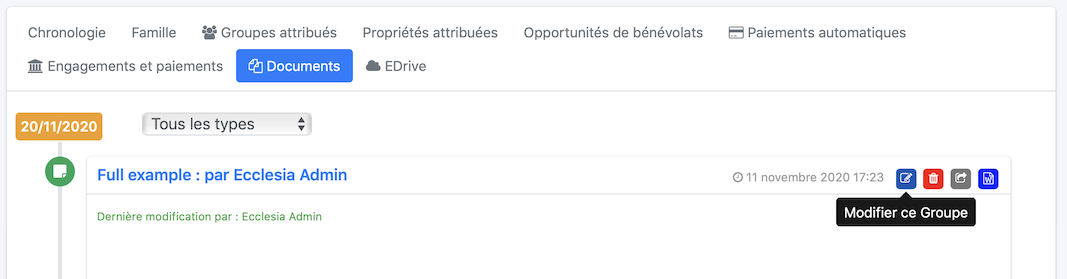 Chronologie Famille Groupes attribués Propriétés attribuées Opportunités de bénévolats Paiements automatiques
Engagements et paiements Documents EDrive
20/11/2020 Tous les types
Full example : par Ecclesia Admin 11 novembre 2020 17:23
Dernière modification par : Ecclesia Admin
Modifier ce Groupe